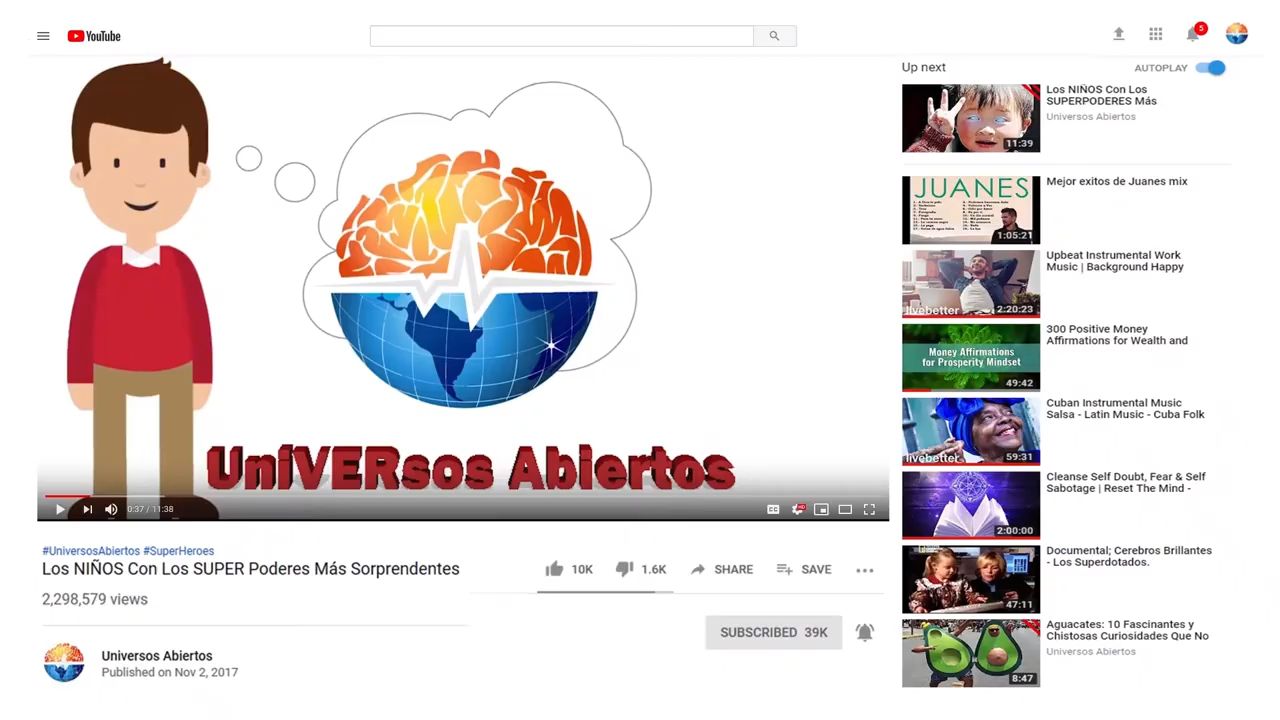 YouTube
5
Up next
AUTOPLAY
Los NIÑOS Con Los
SUPERPODERES Más
Universos Abiertos
11:39
JUANES
1:05:21
Mejor exitos de Juanes mix
Upbeat Instrumental Work
Music | Background Happy
livebetter
2:20:23
300 Positive Money
Affirmations for Wealth and
Money Affirmations
for Prosperity Mindset
49:42
Cuban Instrumental Music
Salsa - Latin Music - Cuba Folk
livebetter
59:31
Cleanse Self Doubt, Fear & Self
Sabotage | Reset The Mind -
2:00:00
Documental; Cerebros Brillantes
- Los Superdotados.
47:11
Aguacates: 10 Fascinantes y
Chistosas Curiosidades Que No
Universos Abiertos
8:47
UniVERsos Abiertos
0:37 / 11:38
CC
HD
#UniversosAbiertos #SuperHeroes
Los NIÑOS Con Los SUPER Poderes Más Sorprendentes
10K
1.6K
SHARE
SAVE
2,298,579 views
SUBSCRIBED 39K
Universos Abiertos
Published on Nov 2, 2017